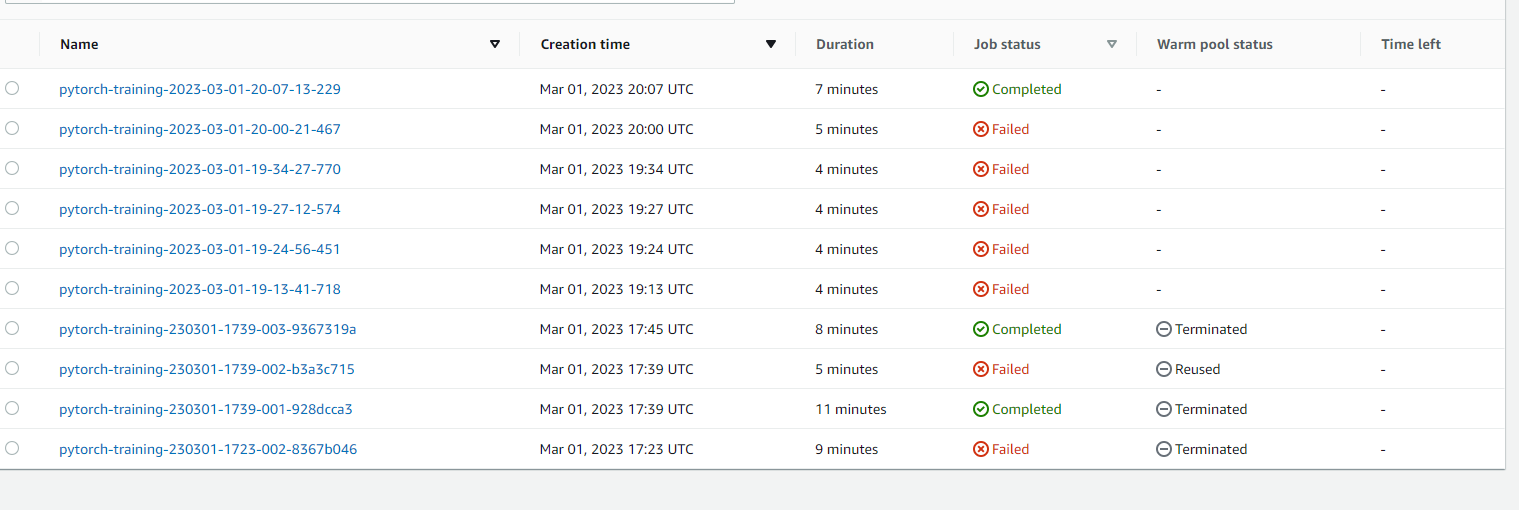 Name Creation time Duration Job status Warm pool status Time left
pytorch-training-2023-03-01-20-07-13-229 Mar 01, 2023 20:07 UTC 7 minutes Completed - -
pytorch-training-2023-03-01-20-00-21-467 Mar 01, 2023 20:00 UTC 5 minutes Failed - -
pytorch-training-2023-03-01-19-34-27-770 Mar 01, 2023 19:34 UTC 4 minutes Failed - -
pytorch-training-2023-03-01-19-27-12-574 Mar 01, 2023 19:27 UTC 4 minutes Failed - -
pytorch-training-2023-03-01-19-24-56-451 Mar 01, 2023 19:24 UTC 4 minutes Failed - -
pytorch-training-2023-03-01-19-13-41-718 Mar 01, 2023 19:13 UTC 4 minutes Failed - -
pytorch-training-230301-1739-003-9367319a Mar 01, 2023 17:45 UTC 8 minutes Completed Terminated -
pytorch-training-230301-1739-002-b3a3c715 Mar 01, 2023 17:39 UTC 5 minutes Failed Reused -
pytorch-training-230301-1739-001-928dcca3 Mar 01, 2023 17:39 UTC 11 minutes Completed Terminated -
pytorch-training-230301-1723-002-8367b046 Mar 01, 2023 17:23 UTC 9 minutes Failed Terminated -